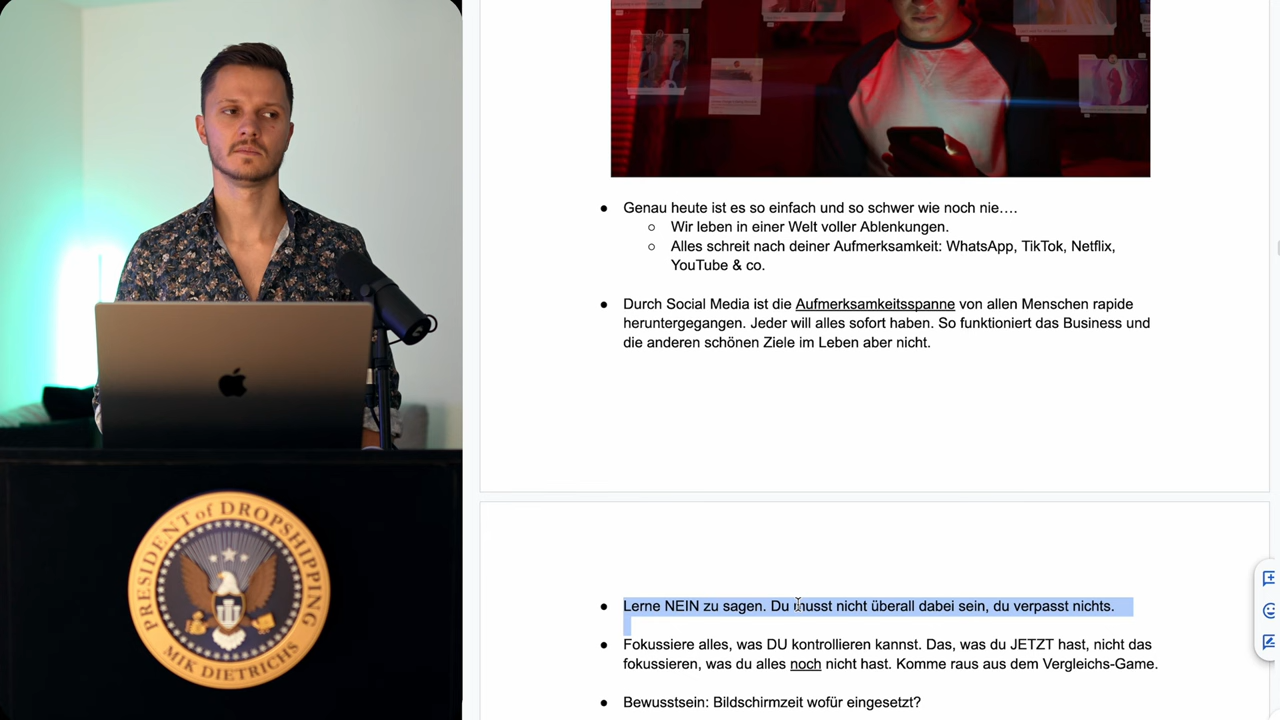 PRESIDENT of DROPSHIPPING
MIK DIETRICHS
● Genau heute ist es so einfach und so schwer wie noch nie….
○ Wir leben in einer Welt voller Ablenkungen.
○ Alles schreit nach deiner Aufmerksamkeit: WhatsApp, TikTok, Netflix,
YouTube & co.
● Durch Social Media ist die Aufmerksamkeitsspanne von allen Menschen rapide
heruntergegangen. Jeder will alles sofort haben. So funktioniert das Business und
die anderen schönen Ziele im Leben aber nicht.
● Lerne NEIN zu sagen. Du musst nicht überall dabei sein, du verpasst nichts.
● Fokussiere alles, was DU kontrollieren kannst. Das, was du JETZT hast, nicht das
fokussieren, was du alles noch nicht hast. Komme raus aus dem Vergleichs-Game.
● Bewusstsein: Bildschirmzeit wofür eingesetzt?